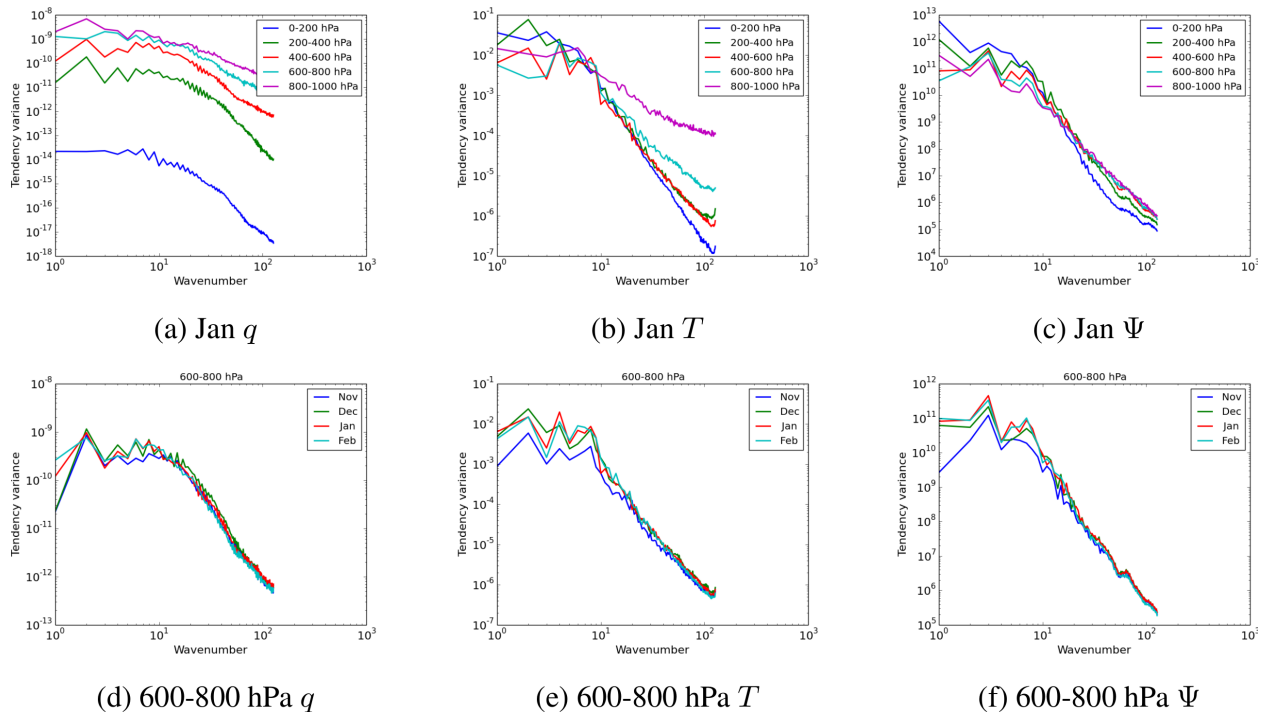 10^-8
10^-9
10^-10
10^-11
10^-12
10^-13
10^-14
10^-15
10^-16
10^-17
10^-18
Tendency variance
10^0
10^1
10^2
10^3
Wavenumber
0-200 hPa
200-400 hPa
400-600 hPa
600-800 hPa
800-1000 hPa
(a) Jan q
10^-1
10^-2
10^-3
10^-4
10^-5
10^-6
10^-7
Tendency variance
10^0
10^1
10^2
10^3
Wavenumber
0-200 hPa
200-400 hPa
400-600 hPa
600-800 hPa
800-1000 hPa
(b) Jan T
10^13
10^12
10^11
10^10
10^9
10^8
10^7
10^6
10^5
10^4
Tendency variance
10^0
10^1
10^2
10^3
Wavenumber
0-200 hPa
200-400 hPa
400-600 hPa
600-800 hPa
800-1000 hPa
(c) Jan Ψ
600-800 hPa
10^-8
10^-9
10^-10
10^-11
10^-12
10^-13
Tendency variance
10^0
10^1
10^2
10^3
Wavenumber
Nov
Dec
Jan
Feb
(d) 600-800 hPa q
600-800 hPa
10^-1
10^-2
10^-3
10^-4
10^-5
10^-6
10^-7
Tendency variance
10^0
10^1
10^2
10^3
Wavenumber
Nov
Dec
Jan
Feb
(e) 600-800 hPa T
600-800 hPa
10^12
10^11
10^10
10^9
10^8
10^7
10^6
10^5
Tendency variance
10^0
10^1
10^2
10^3
Wavenumber
Nov
Dec
Jan
Feb
(f) 600-800 hPa Ψ